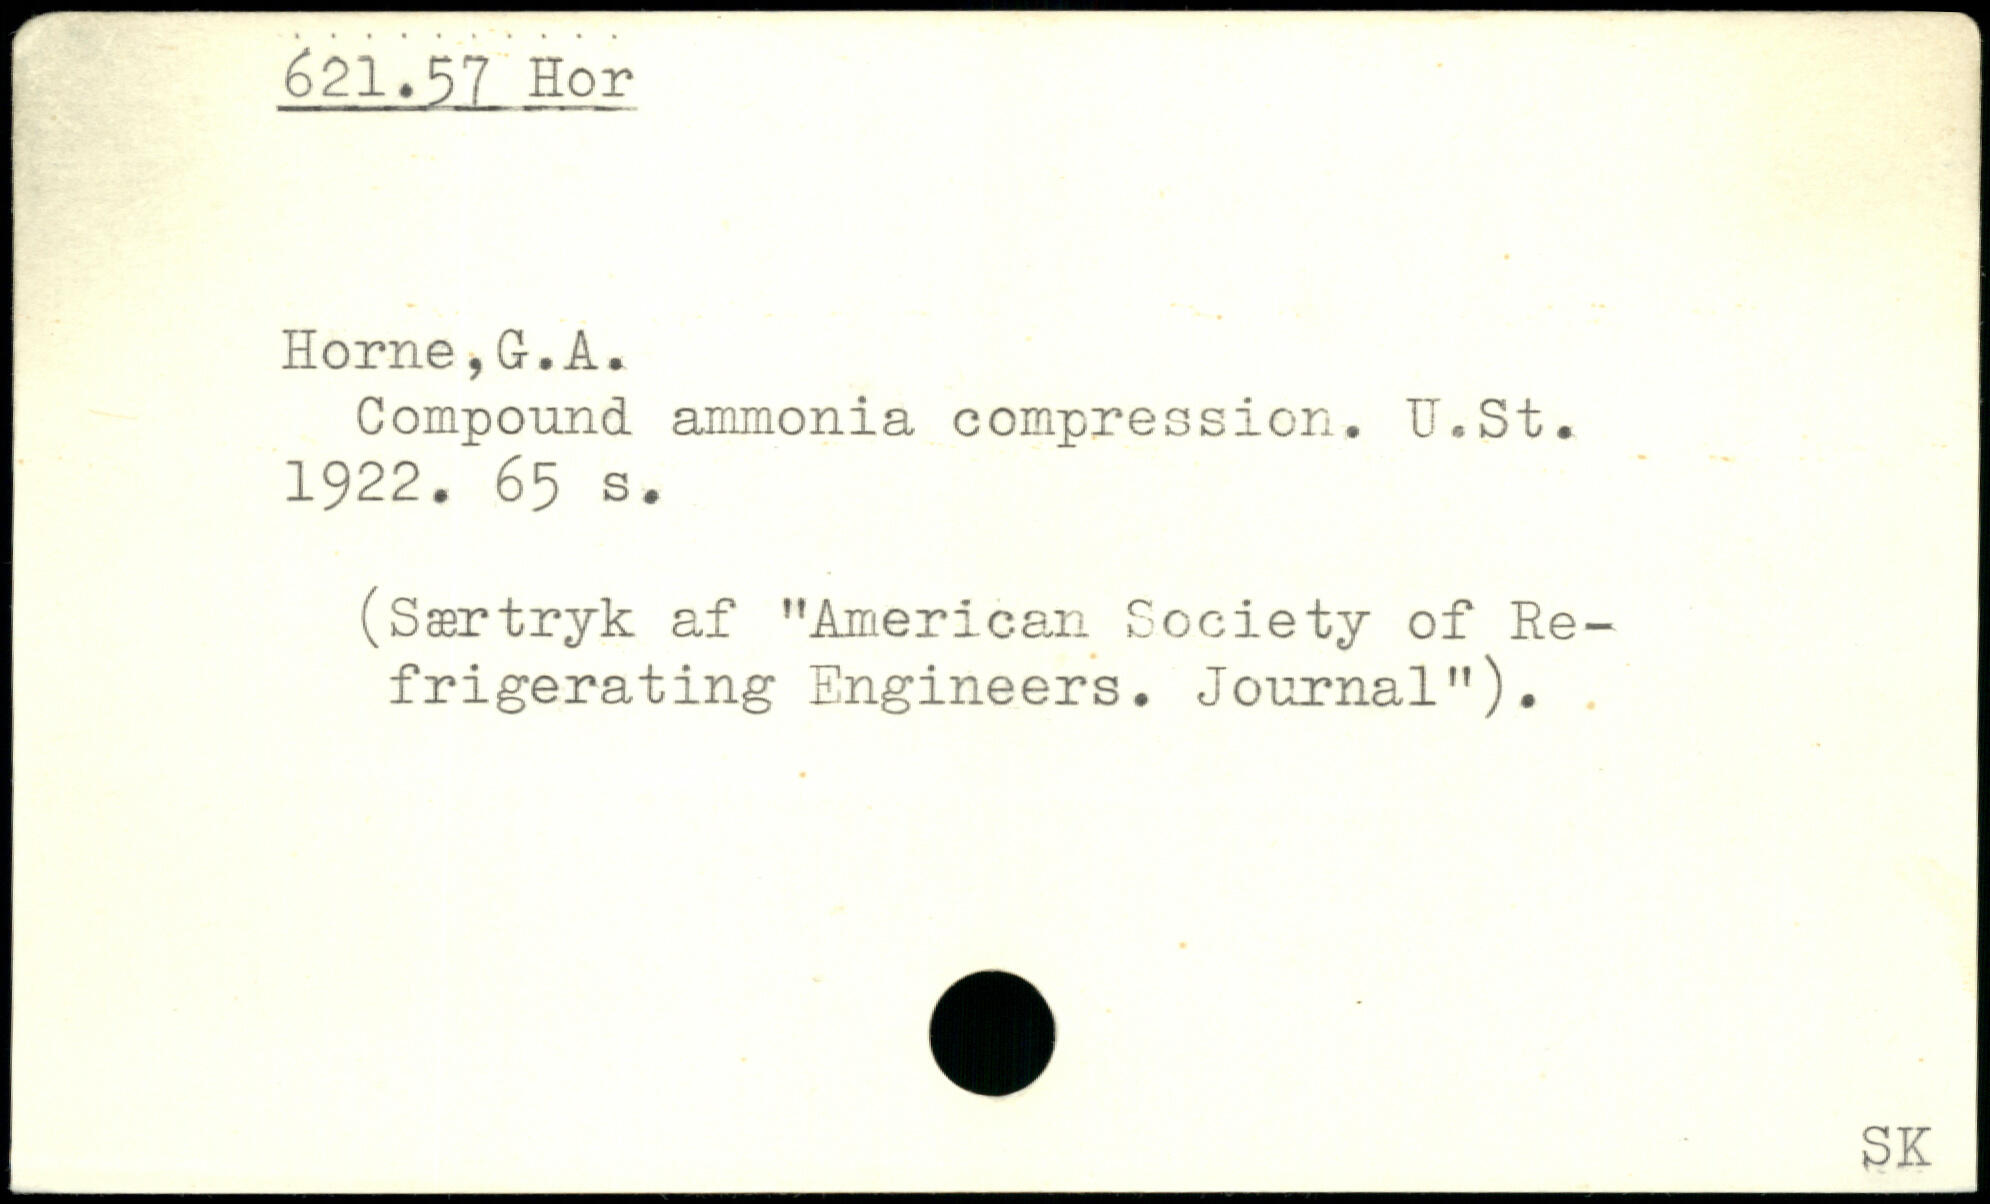 621.57 Hor
Horne,G.A.
Compound ammonia compression. U.St.
1922. 65 s.
(Særtryk af "American Society of Re-
frigerating Engineers. Journal").
SK